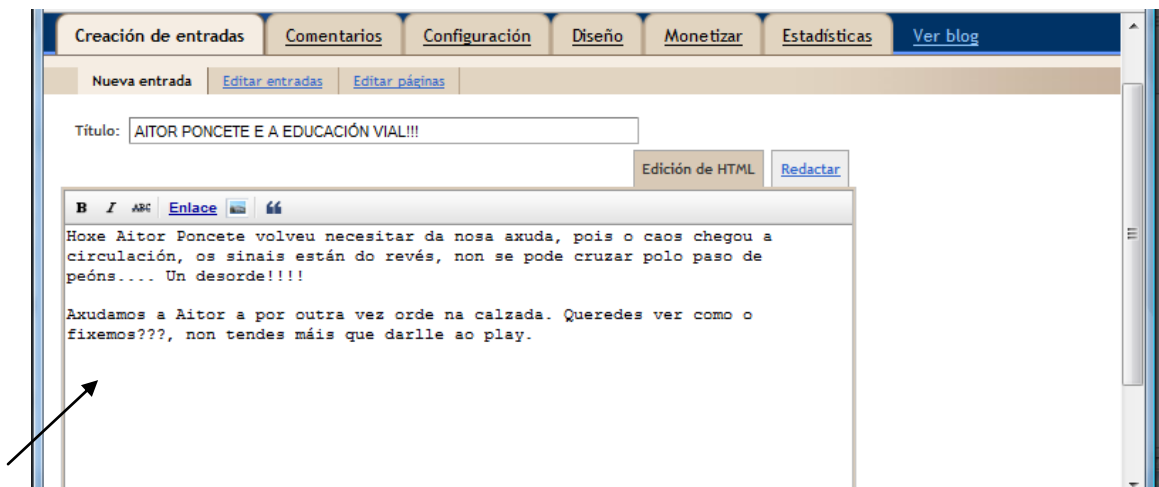 Creación de entradas Comentarios Configuración Diseño Monetizar Estadísticas Ver blog
Nueva entrada Editar entradas Editar páginas
Título: AITOR PONCETE E A EDUCACIÓN VIAL!!!
Edición de HTML Redactar
B I ABC Enlace “
Hoxe Aitor Poncete volveu necesitar da nosa axuda, pois o caos chegou a
circulación, os sinais están do revés, non se pode cruzar polo paso de
peóns.... Un desorde!!!!
Axudamos a Aitor a por outra vez orde na calzada. Queredes ver como o
fixemos???, non tendes máis que darlle ao play.